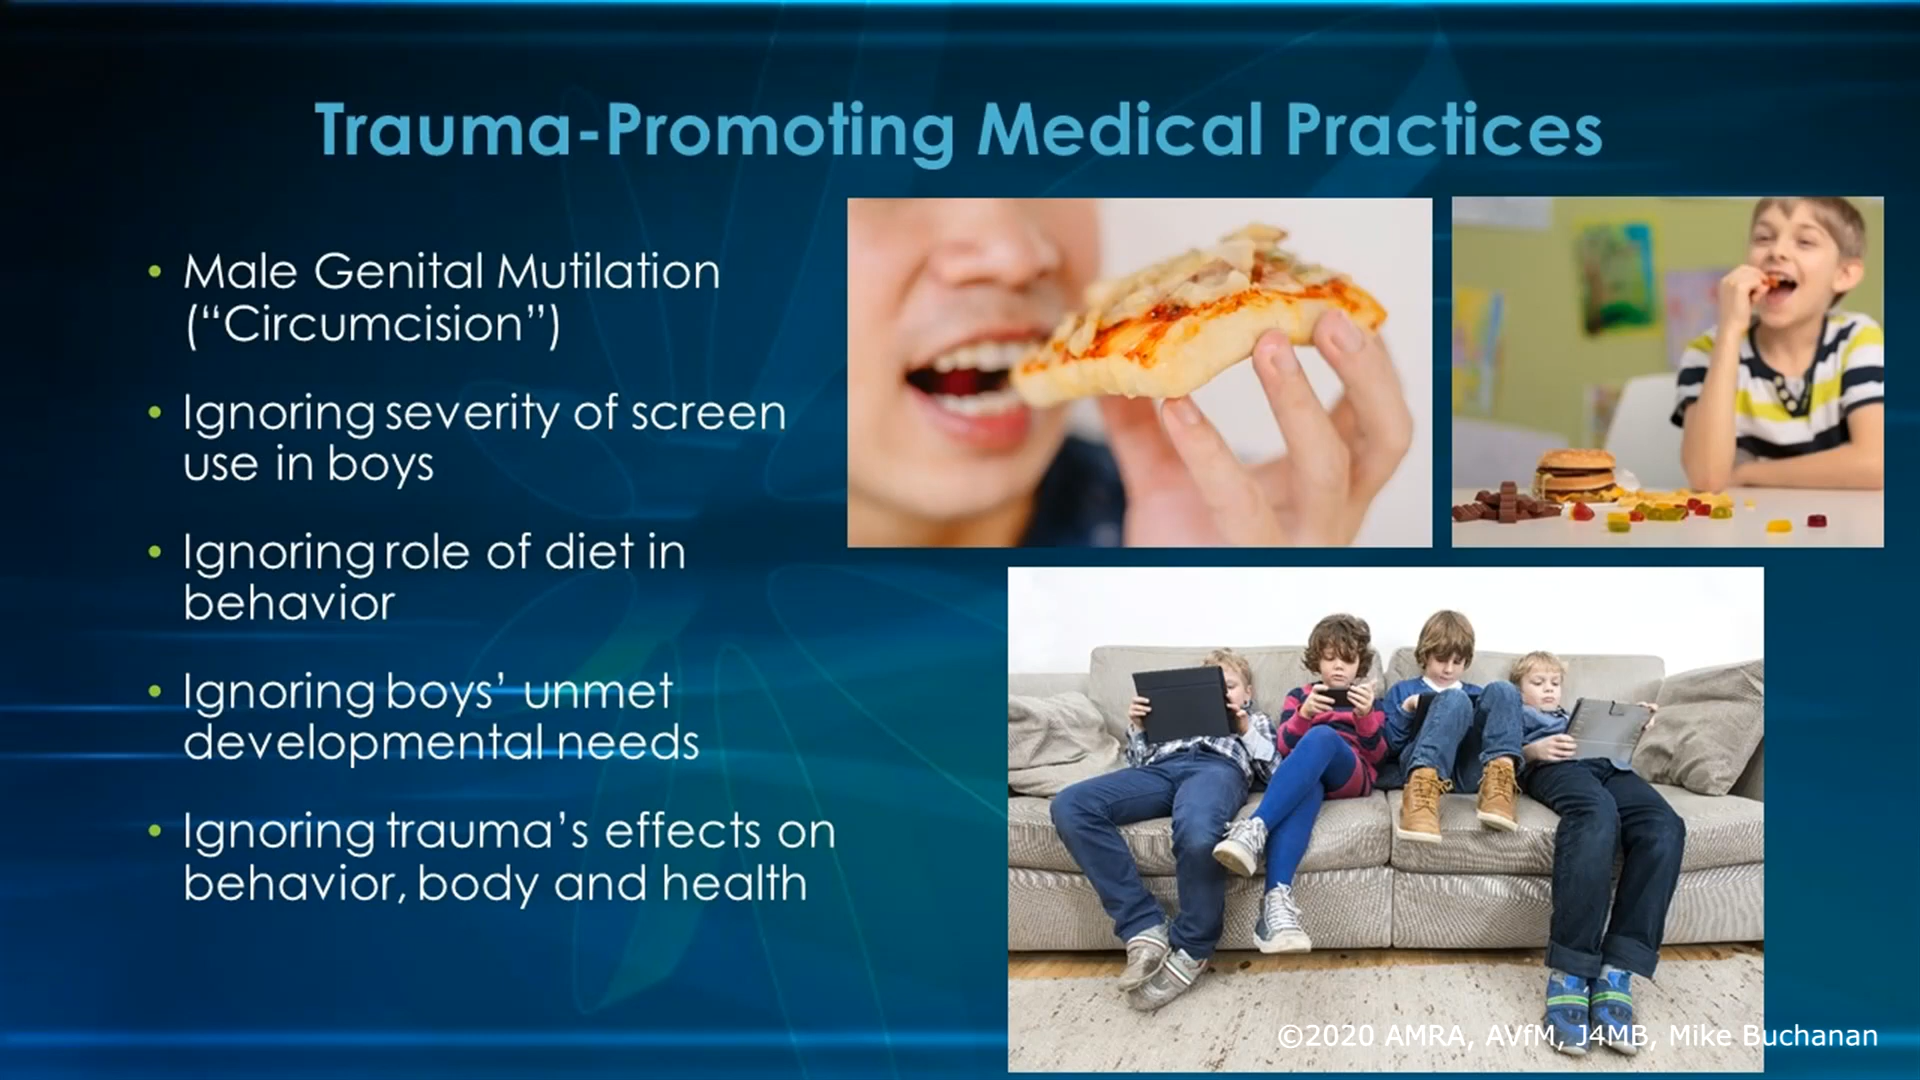 Trauma-Promoting Medical Practices
• Male Genital Mutilation
(“Circumcision”)
• Ignoring severity of screen
use in boys
• Ignoring role of diet in
behavior
• Ignoring boys’ unmet
developmental needs
• Ignoring trauma’s effects on
behavior, body and health
©2020 AMRA, AVfM, J4MB, Mike Buchanan